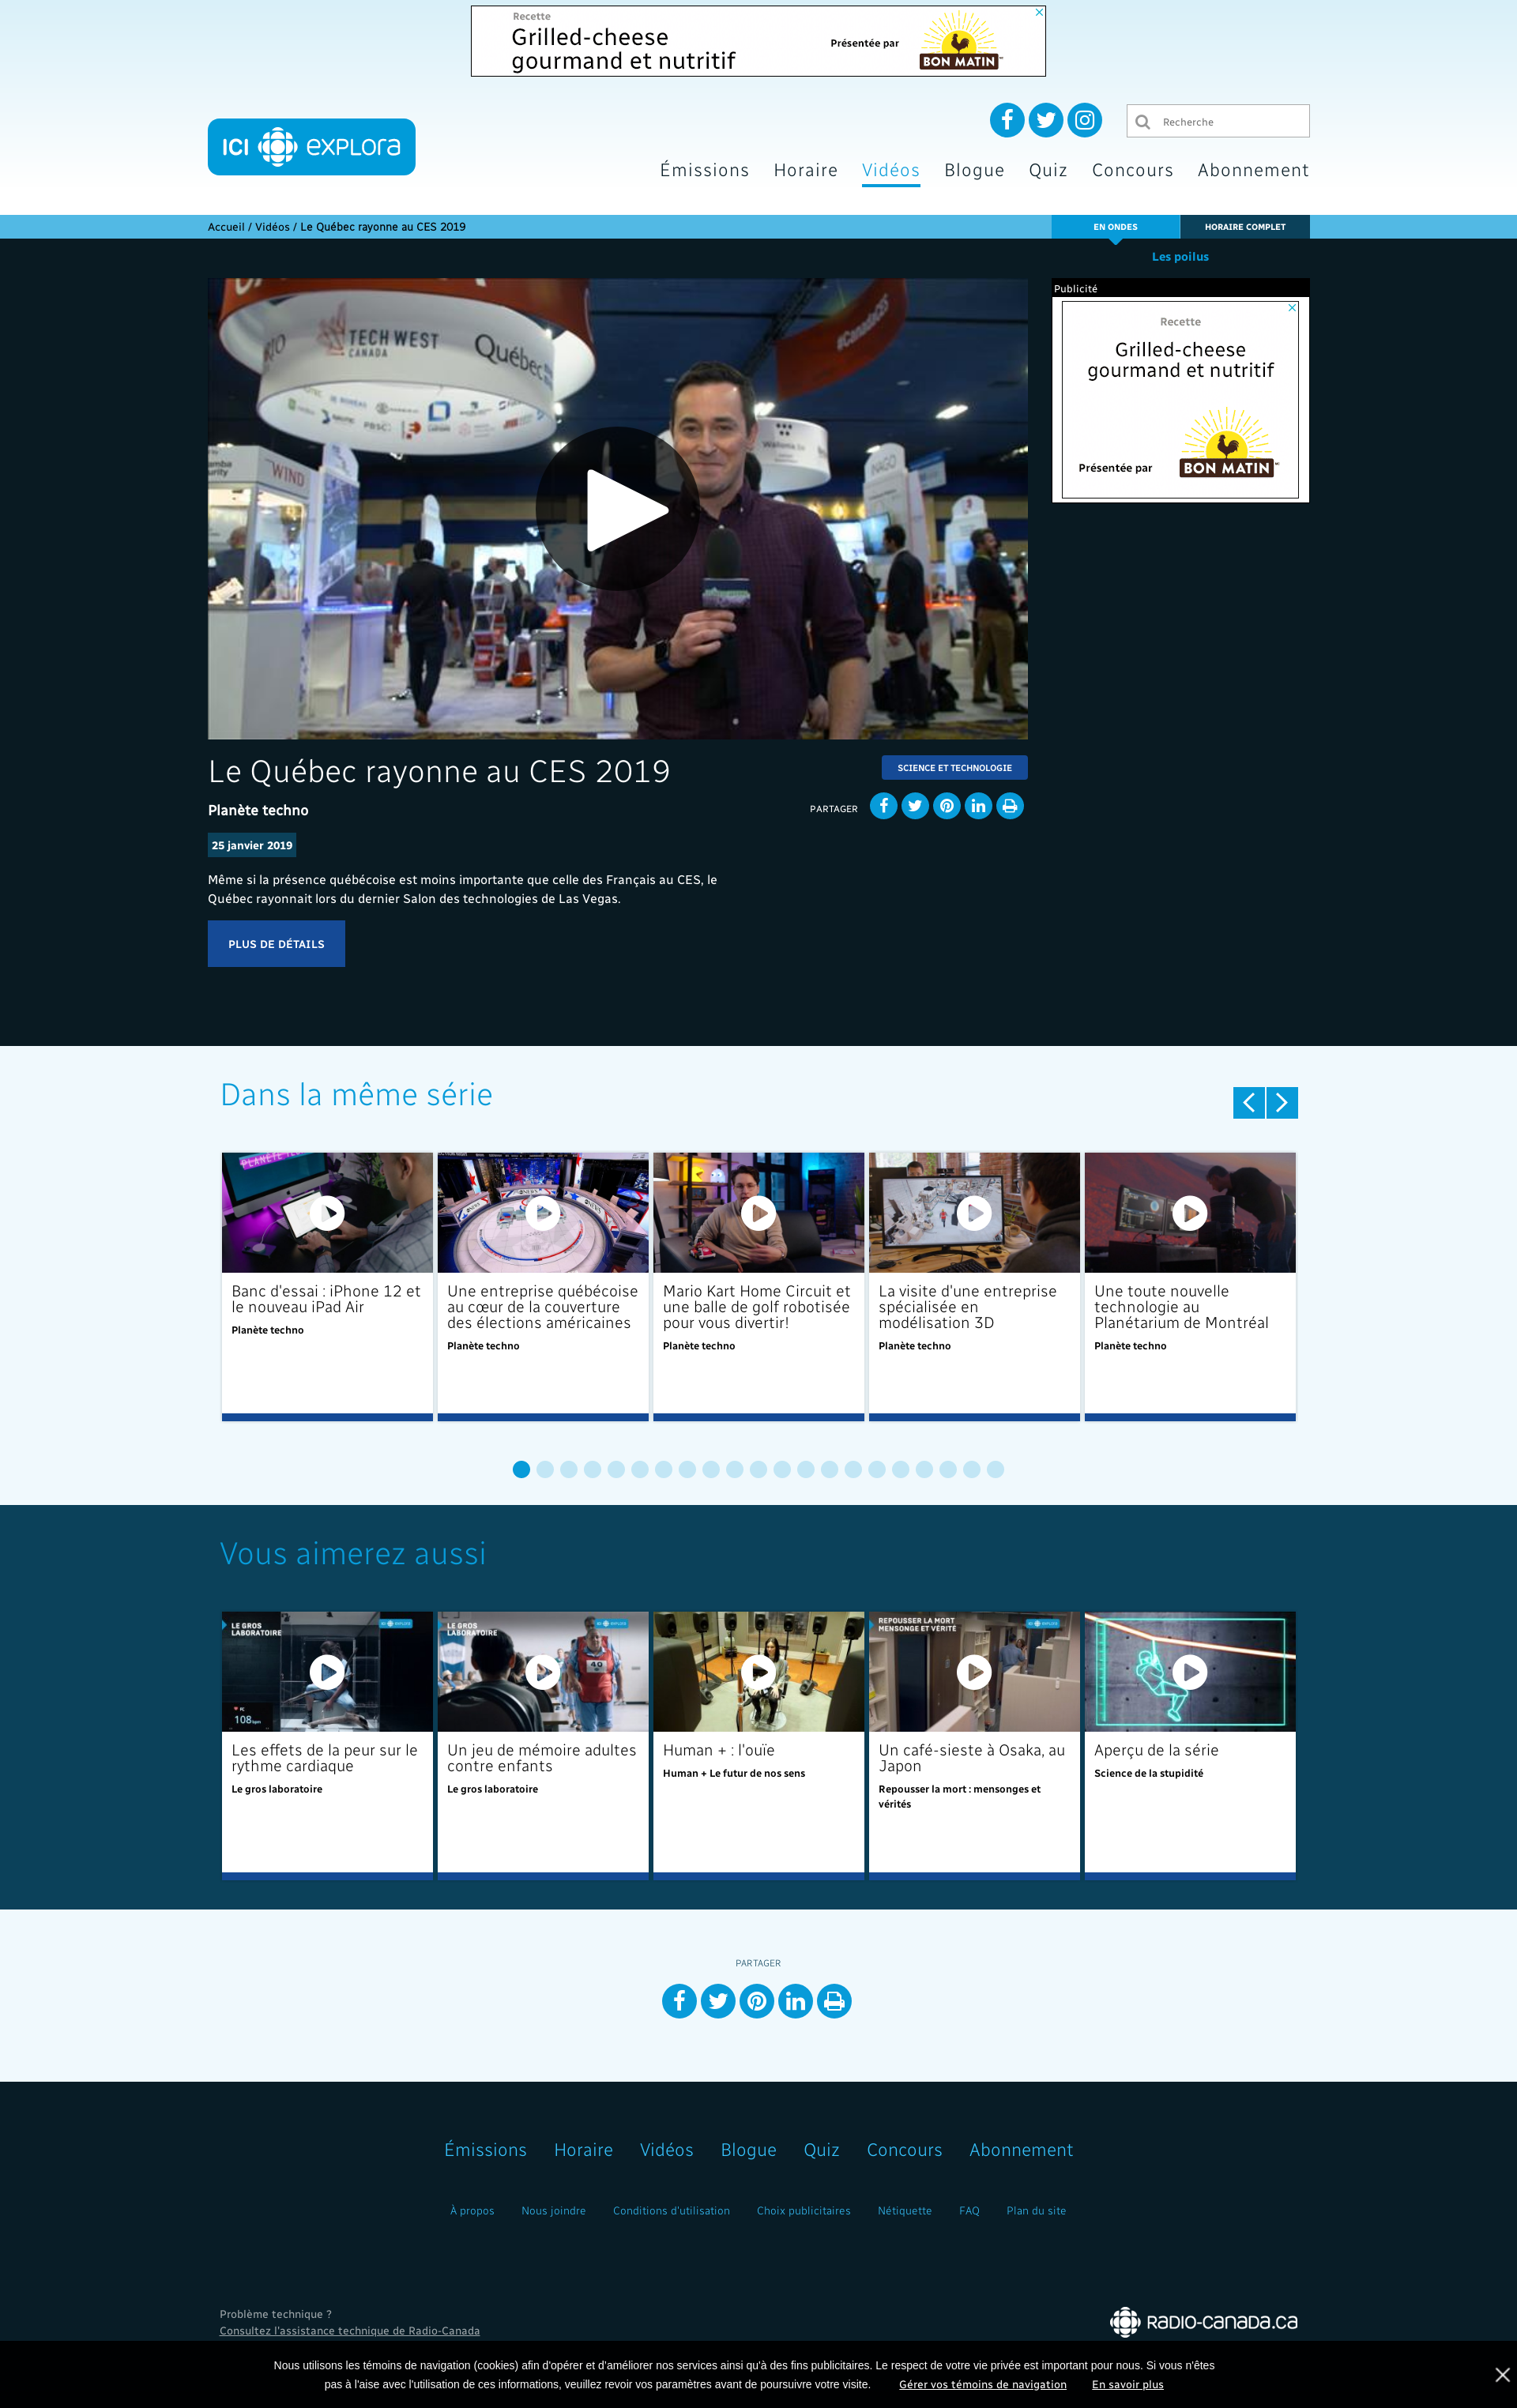 Recette
Grilled-cheese
gourmand et nutritif
Présentée par
BON MATIN
ICI explora
Recherche
Émissions Horaire Vidéos Blogue Quiz Concours Abonnement
Accueil / Vidéos / Le Québec rayonne au CES 2019
EN ONDES
HORAIRE COMPLET
Les poilus
Publicité
Recette
Grilled-cheese
gourmand et nutritif
Présentée par
BON MATIN
TECH WEST
CANADA
Québec
#CanadaCES
WIND
Le Québec rayonne au CES 2019
SCIENCE ET TECHNOLOGIE
Planète techno
PARTAGER
25 janvier 2019
Même si la présence québécoise est moins importante que celle des Français au CES, le
Québec rayonnait lors du dernier Salon des technologies de Las Vegas.
PLUS DE DÉTAILS
Dans la même série
Banc d'essai : iPhone 12 et
le nouveau iPad Air
Planète techno
Une entreprise québécoise
au cœur de la couverture
des élections américaines
Planète techno
Mario Kart Home Circuit et
une balle de golf robotisée
pour vous divertir!
Planète techno
La visite d'une entreprise
spécialisée en
modélisation 3D
Planète techno
Une toute nouvelle
technologie au
Planétarium de Montréal
Planète techno
Vous aimerez aussi
LE GROS
LABORATOIRE
108 bpm
Les effets de la peur sur le
rythme cardiaque
Le gros laboratoire
LE GROS
LABORATOIRE
40
Un jeu de mémoire adultes
contre enfants
Le gros laboratoire
Human + : l'ouïe
Human + Le futur de nos sens
REPOUSSER LA MORT
MENSONGE ET VÉRITÉ
Un café-sieste à Osaka, au
Japon
Repousser la mort : mensonges et
vérités
Aperçu de la série
Science de la stupidité
PARTAGER
Émissions Horaire Vidéos Blogue Quiz Concours Abonnement
À propos Nous joindre Conditions d'utilisation Choix publicitaires Nétiquette FAQ Plan du site
Problème technique ?
Consultez l'assistance technique de Radio-Canada
RADIO-CANADA.CA
Nous utilisons les témoins de navigation (cookies) afin d'opérer et d'améliorer nos services ainsi qu'à des fins publicitaires. Le respect de votre vie privée est important pour nous. Si vous n'êtes
pas à l'aise avec l'utilisation de ces informations, veuillez revoir vos paramètres avant de poursuivre votre visite. Gérer vos témoins de navigation En savoir plus